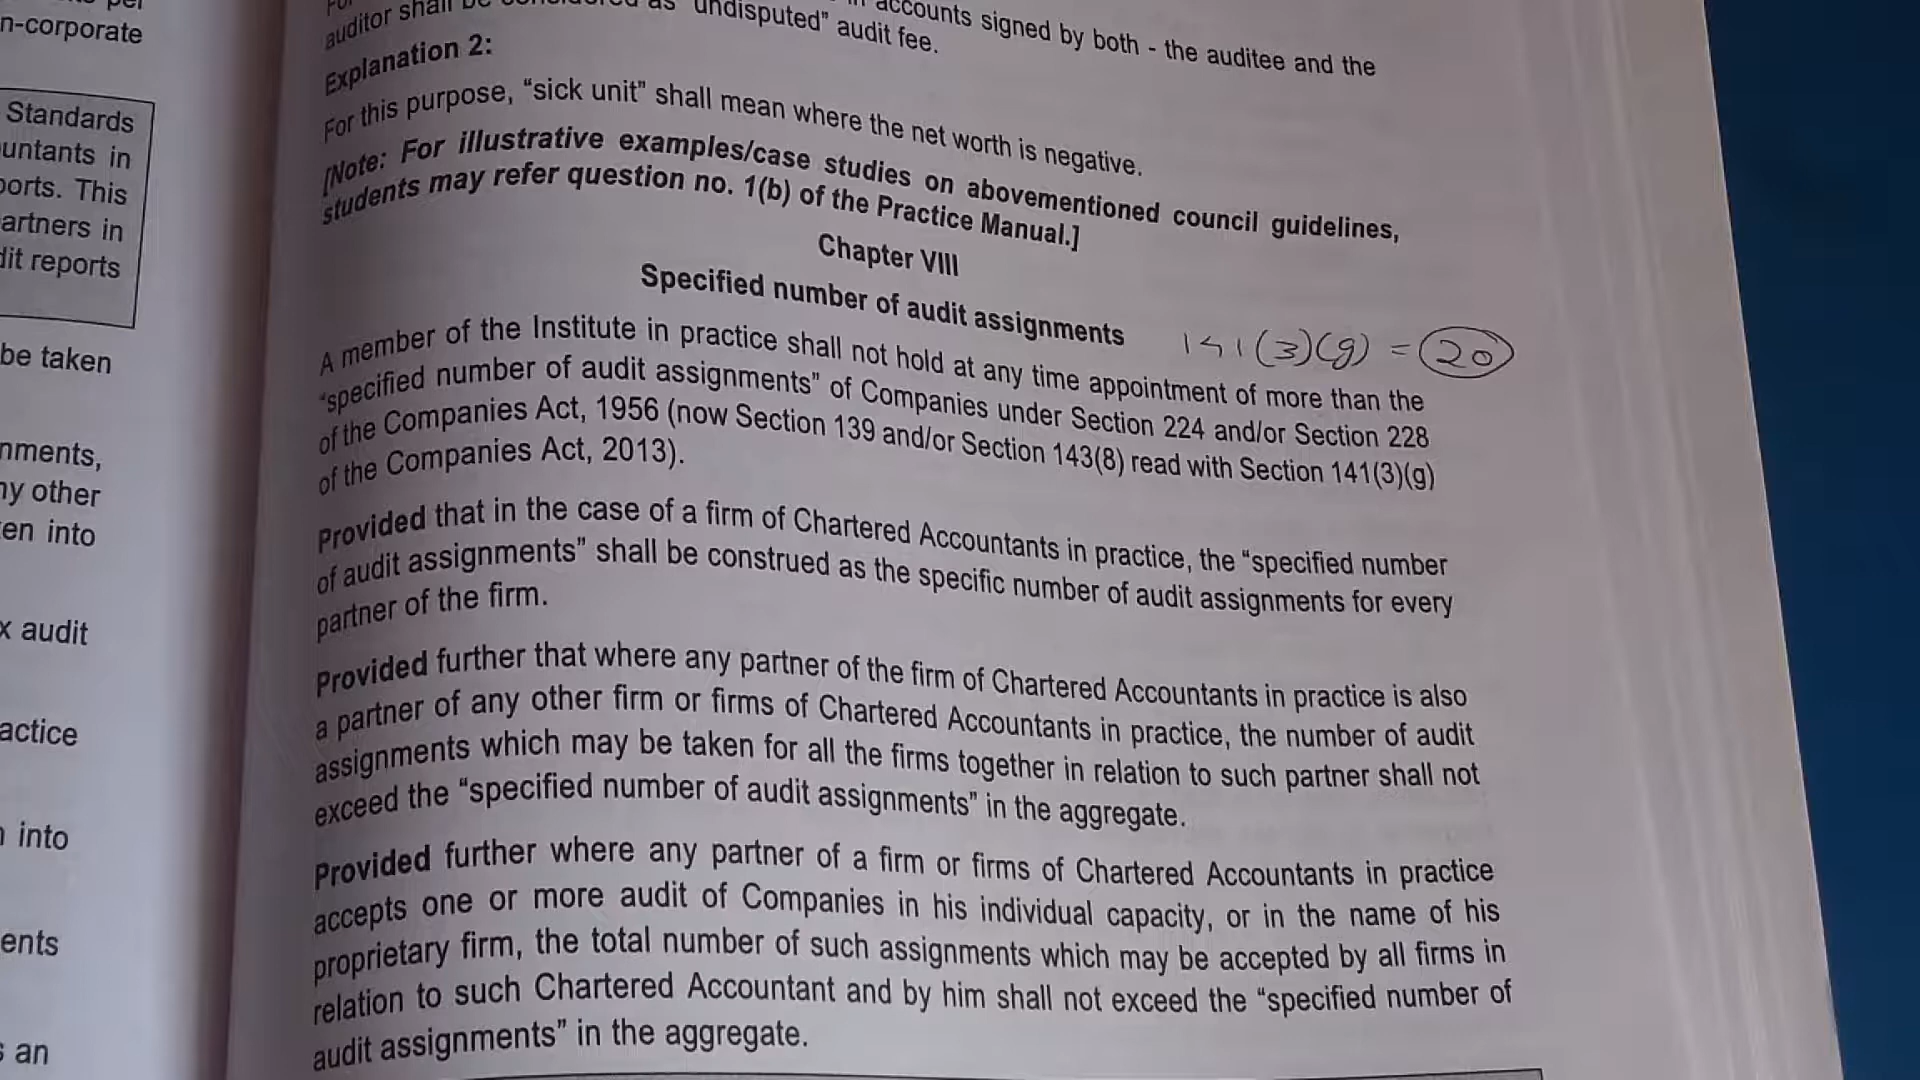 n-corporate
Standards
untants in
ports. This
artners in
dit reports
be taken
nments,
ny other
en into
x audit
actice
into
ents
an
accounts signed by both - the auditee and the
auditor shall be considered as "undisputed" audit fee.
Explanation 2:
For this purpose, "sick unit" shall mean where the net worth is negative.
[Note: For illustrative examples/case studies on abovementioned council guidelines,
students may refer question no. 1(b) of the Practice Manual.]
Chapter VIII
Specified number of audit assignments
141(3)(g) = 20
A member of the Institute in practice shall not hold at any time appointment of more than the
"specified number of audit assignments" of Companies under Section 224 and/or Section 228
of the Companies Act, 1956 (now Section 139 and/or Section 143(8) read with Section 141(3)(g)
of the Companies Act, 2013).
Provided that in the case of a firm of Chartered Accountants in practice, the "specified number
of audit assignments" shall be construed as the specific number of audit assignments for every
partner of the firm.
Provided further that where any partner of the firm of Chartered Accountants in practice is also
a partner of any other firm or firms of Chartered Accountants in practice, the number of audit
assignments which may be taken for all the firms together in relation to such partner shall not
exceed the "specified number of audit assignments" in the aggregate.
Provided further where any partner of a firm or firms of Chartered Accountants in practice
accepts one or more audit of Companies in his individual capacity, or in the name of his
proprietary firm, the total number of such assignments which may be accepted by all firms in
relation to such Chartered Accountant and by him shall not exceed the "specified number of
audit assignments" in the aggregate.